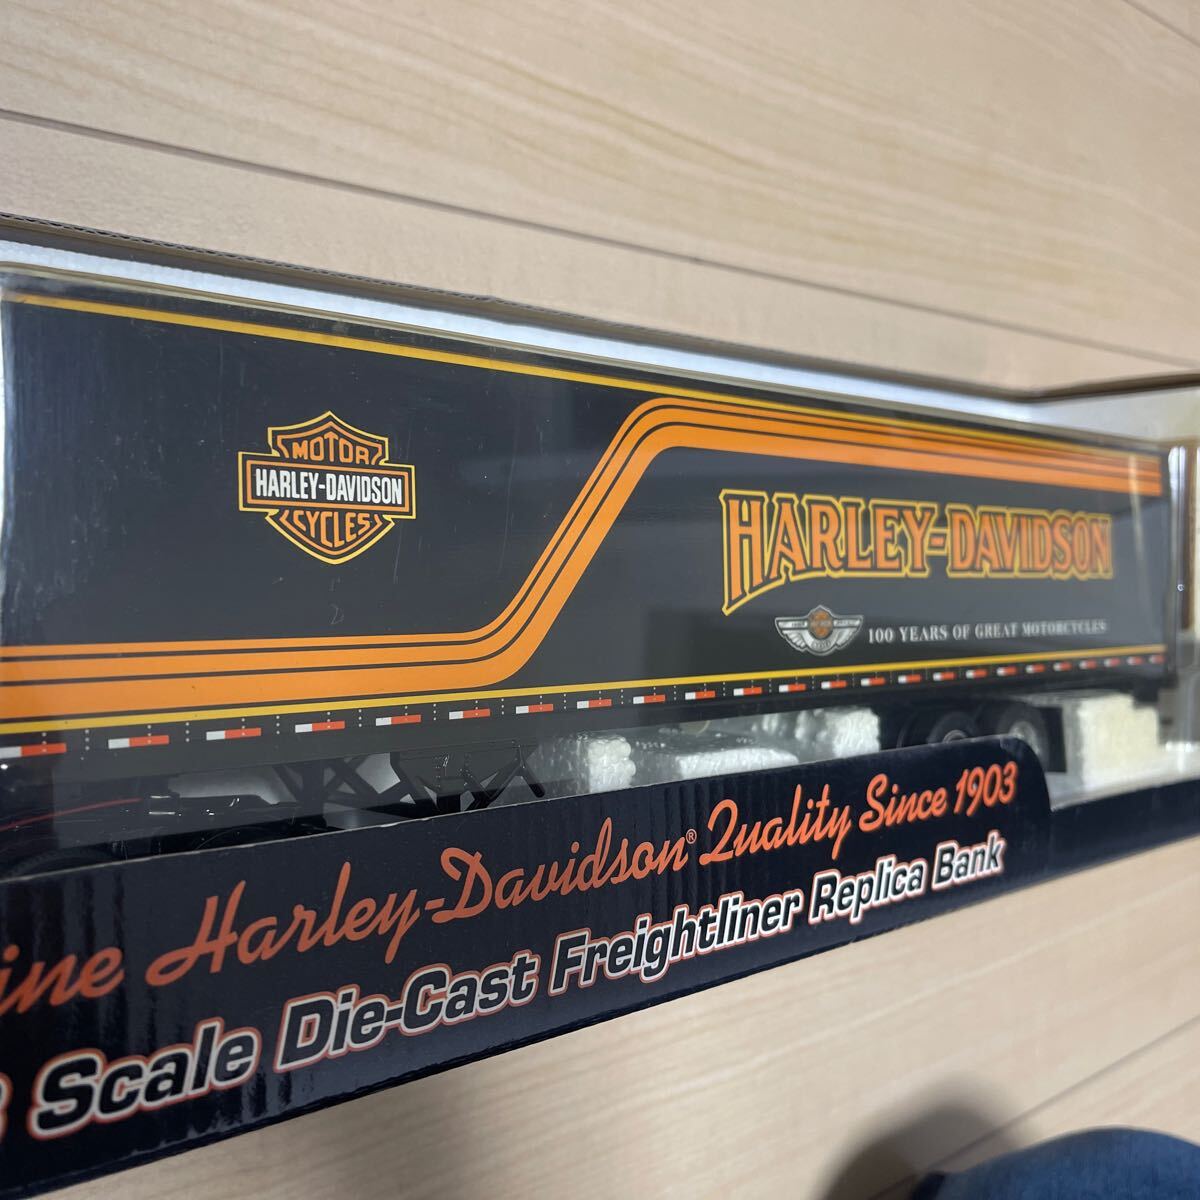 MOTOR
HARLEY-DAVIDSON
CYCLES
HARLEY-DAVIDSON
100 YEARS OF GREAT MOTORCYCLES
ine Harley-Davidson® Quality Since 1903
Scale Die-Cast Freightliner Replica Bank